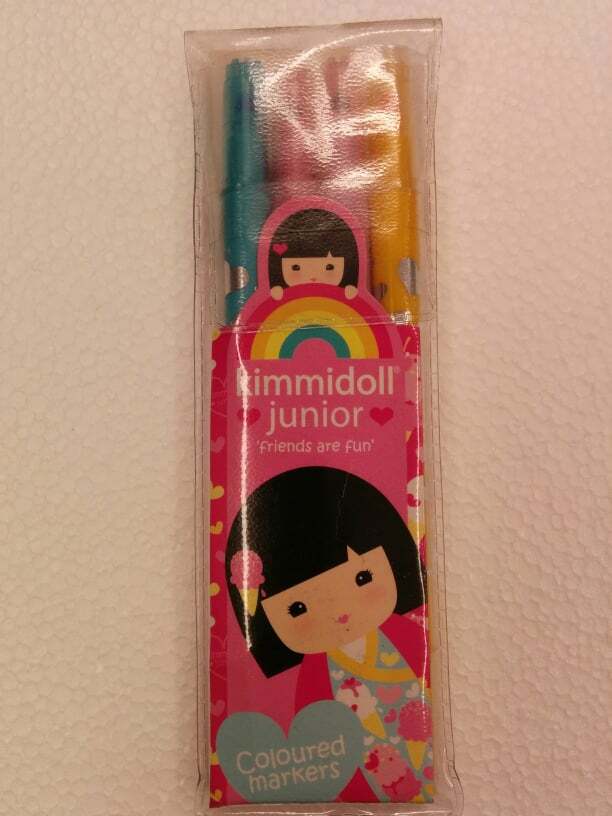 kimmidoll
junior
'friends are fun'
Coloured
markers